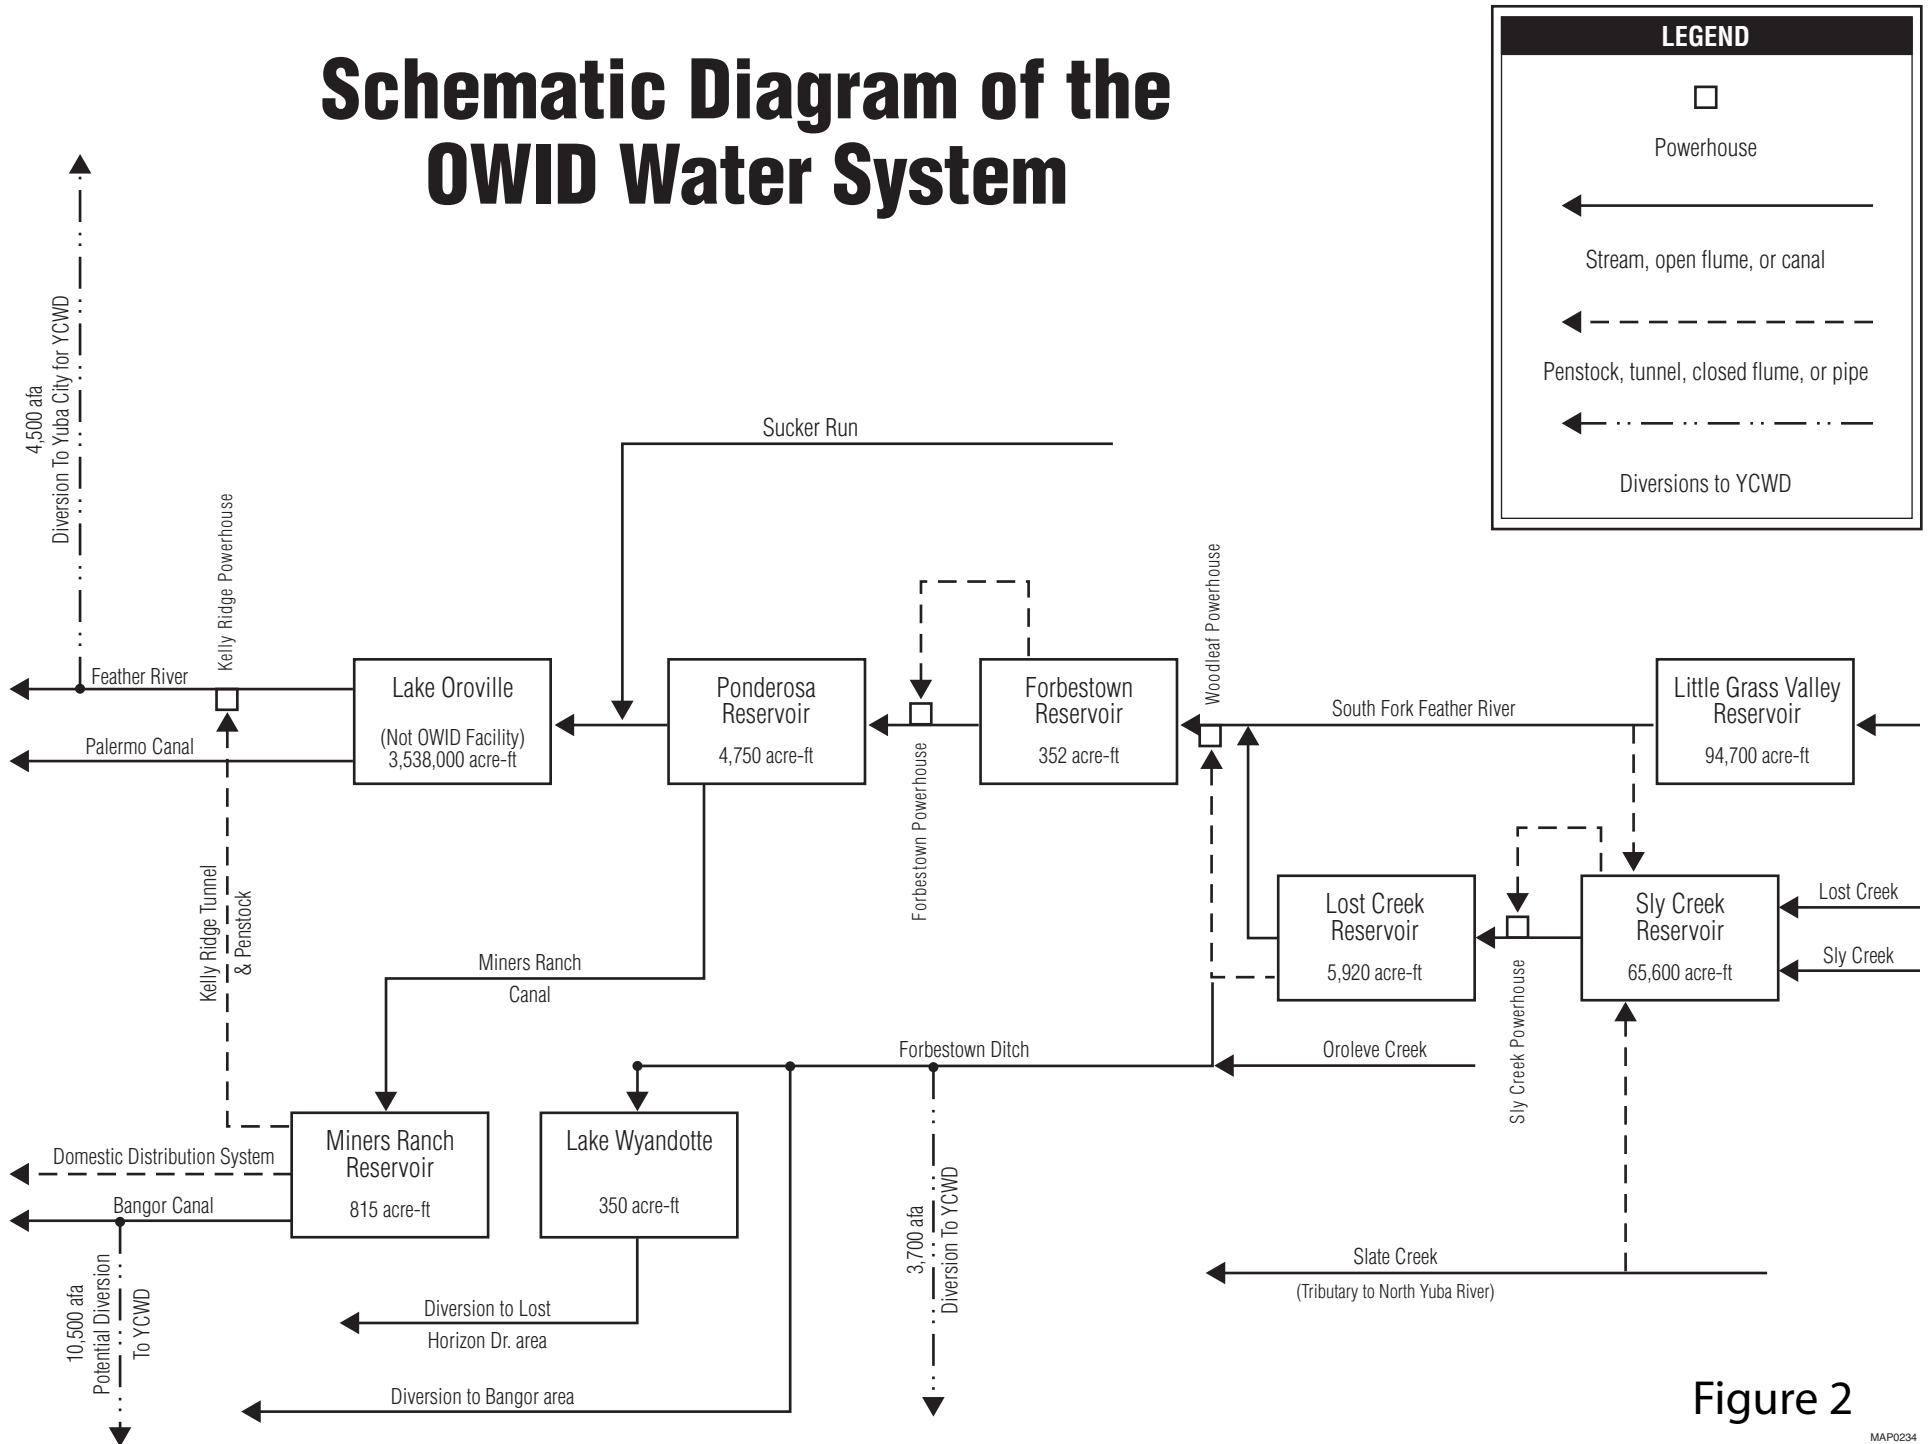 Schematic Diagram of the
OWID Water System
LEGEND
Powerhouse
Stream, open flume, or canal
Penstock, tunnel, closed flume, or pipe
Diversions to YCWD
4,500 afa
Diversion To Yuba City for YCWD
Kelly Ridge Powerhouse
Sucker Run
Woodleaf Powerhouse
Feather River
Palermo Canal
Lake Oroville
(Not OWID Facility)
3,538,000 acre-ft
Ponderosa
Reservoir
4,750 acre-ft
Forbestown Powerhouse
Forbestown
Reservoir
352 acre-ft
South Fork Feather River
Little Grass Valley
Reservoir
94,700 acre-ft
Kelly Ridge Tunnel
& Penstock
Miners Ranch
Canal
Lost Creek
Reservoir
5,920 acre-ft
Sly Creek Powerhouse
Sly Creek
Reservoir
65,600 acre-ft
Lost Creek
Sly Creek
Forbestown Ditch
Oroleve Creek
Miners Ranch
Reservoir
815 acre-ft
Lake Wyandotte
350 acre-ft
Domestic Distribution System
Bangor Canal
10,500 afa
Potential Diversion
To YCWD
3,700 afa
Diversion To YCWD
Slate Creek
(Tributary to North Yuba River)
Diversion to Lost
Horizon Dr. area
Diversion to Bangor area
Figure 2
MAP0234